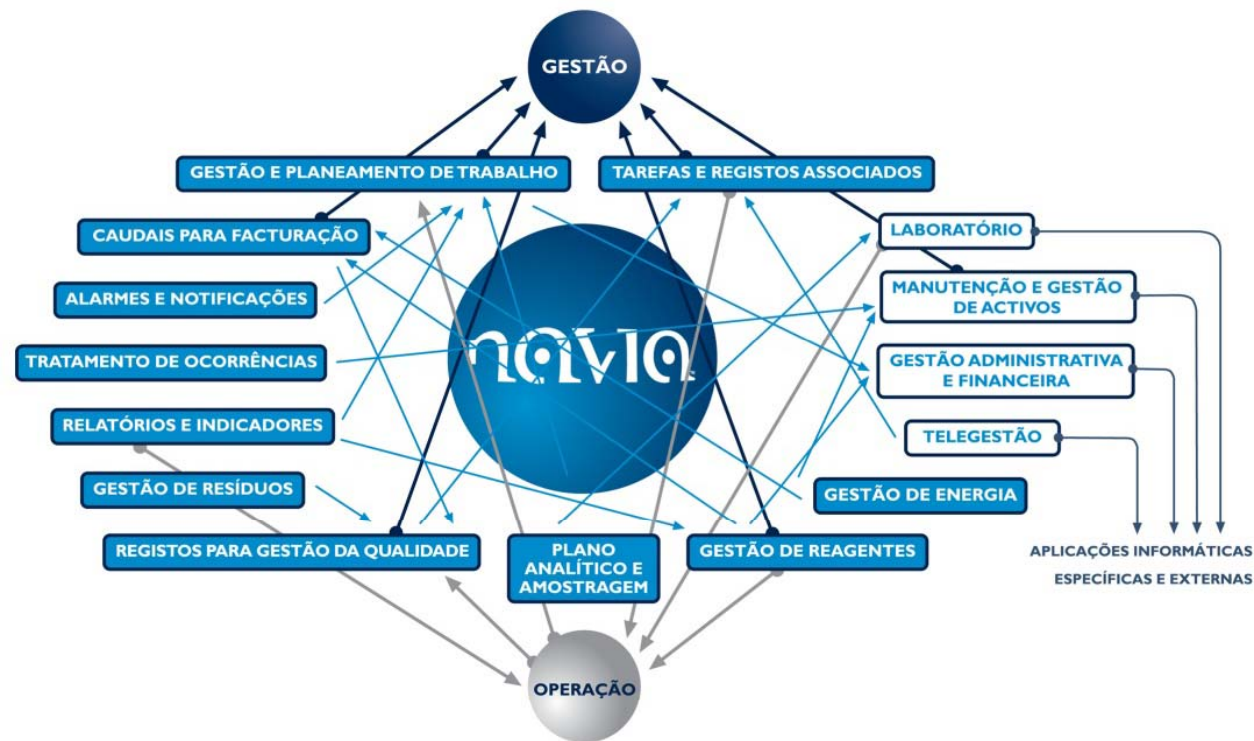 GESTÃO
GESTÃO E PLANEAMENTO DE TRABALHO
TAREFAS E REGISTOS ASSOCIADOS
CAUDAIS PARA FACTURAÇÃO
LABORATÓRIO
ALARMES E NOTIFICAÇÕES
MANUTENÇÃO E GESTÃO
DE ACTIVOS
navia
TRATAMENTO DE OCORRÊNCIAS
GESTÃO ADMINISTRATIVA
E FINANCEIRA
RELATÓRIOS E INDICADORES
TELEGESTÃO
GESTÃO DE RESÍDUOS
GESTÃO DE ENERGIA
REGISTOS PARA GESTÃO DA QUALIDADE
PLANO
ANALÍTICO E
AMOSTRAGEM
GESTÃO DE REAGENTES
APLICAÇÕES INFORMÁTICAS
ESPECÍFICAS E EXTERNAS
OPERAÇÃO